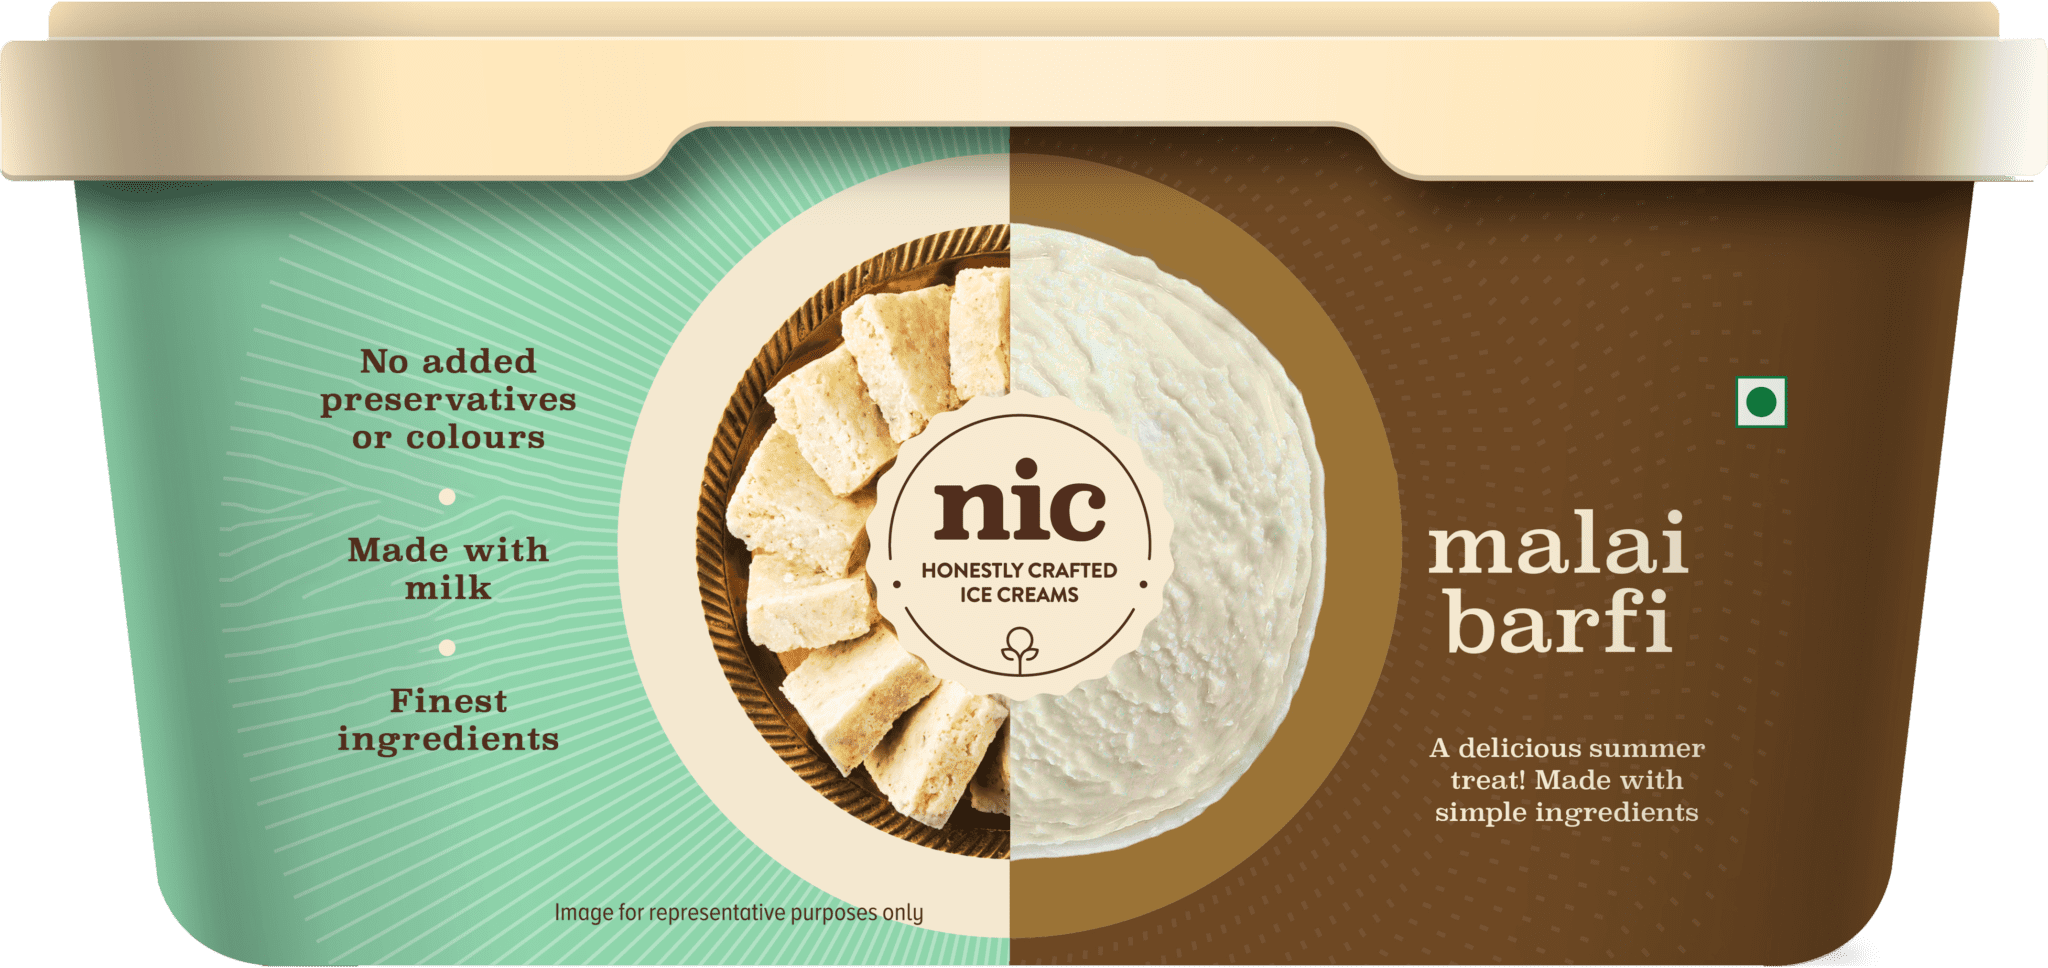 No added
preservatives
or colours
Made with
milk
Finest
ingredients
nic
HONESTLY CRAFTED
ICE CREAMS
malai
barfi
A delicious summer
treat! Made with
simple ingredients
Image for representative purposes only